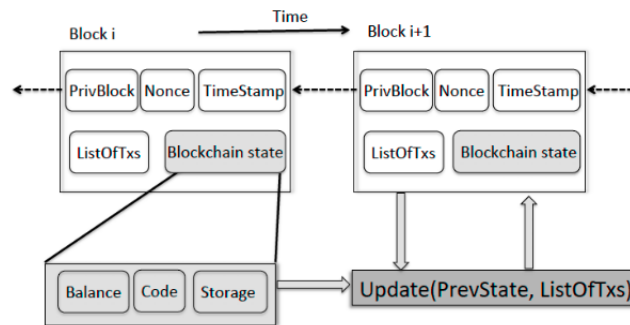 Block i
Time
Block i+1
PrivBlock
Nonce
TimeStamp
PrivBlock
Nonce
TimeStamp
ListOfTxs
Blockchain state
ListOfTxs
Blockchain state
Balance
Code
Storage
Update(PrevState, ListOfTxs)